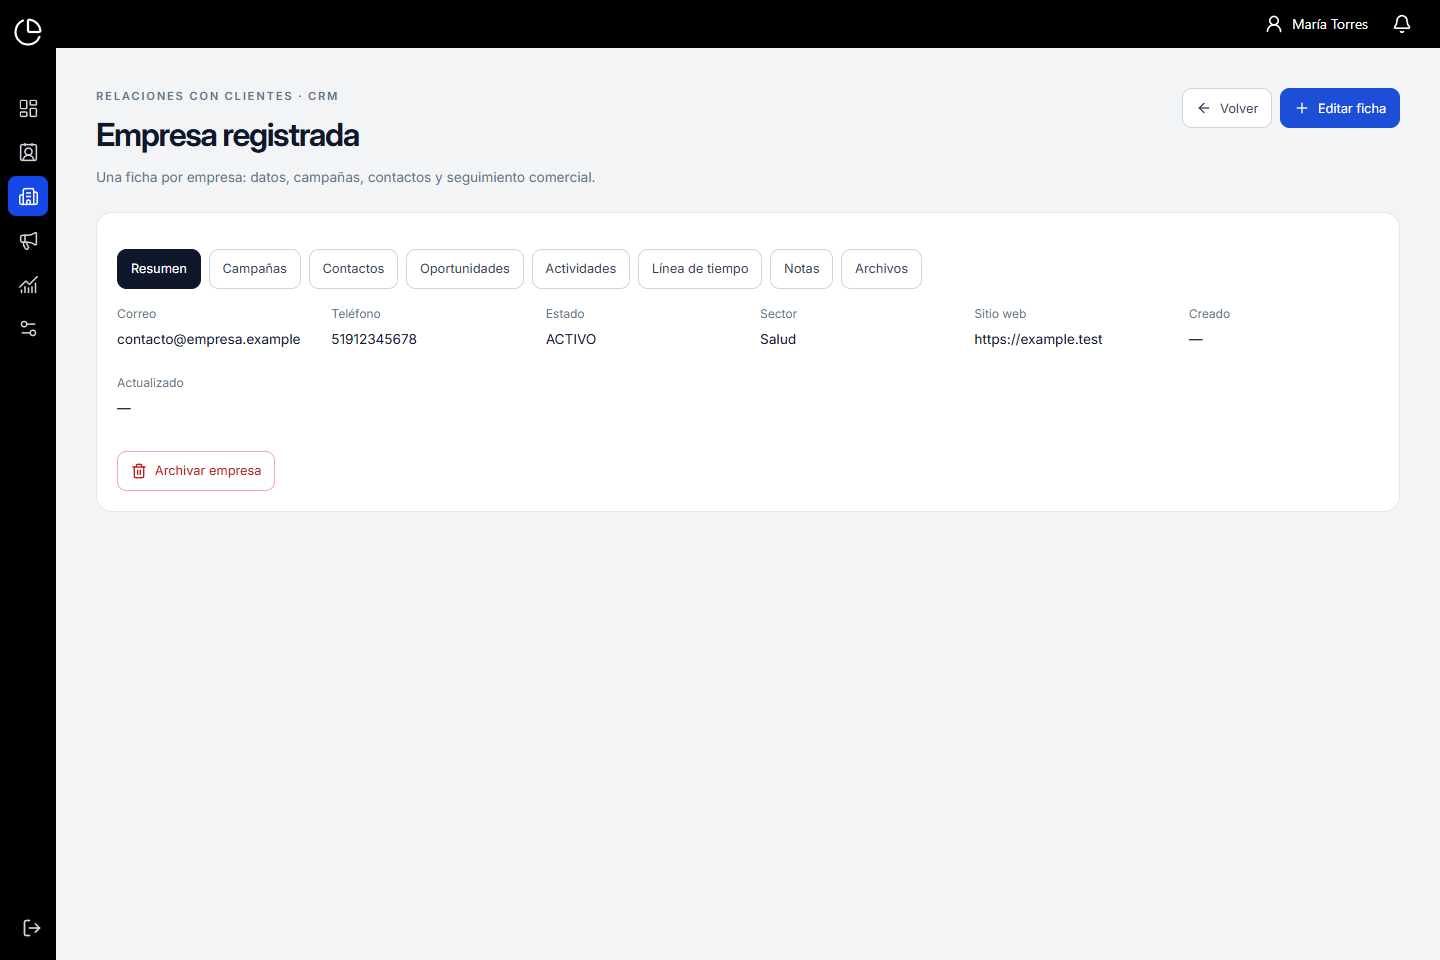 María Torres
RELACIONES CON CLIENTES · CRM
Empresa registrada
Una ficha por empresa: datos, campañas, contactos y seguimiento comercial.
Volver
Editar ficha
Resumen Campañas Contactos Oportunidades Actividades Línea de tiempo Notas Archivos
Correo Teléfono Estado Sector Sitio web Creado
contacto@empresa.example 51912345678 ACTIVO Salud https://example.test —
Actualizado
—
Archivar empresa